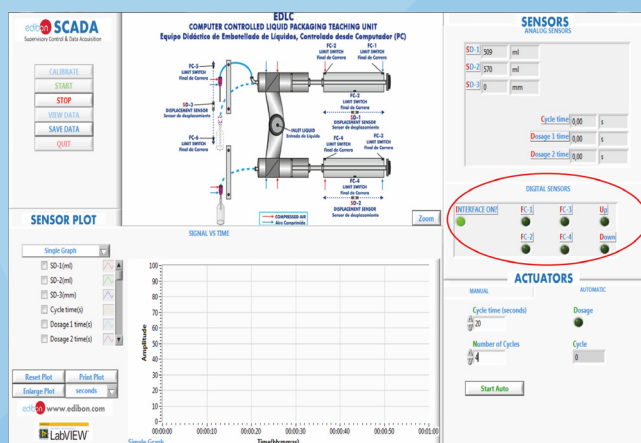 edibon SCADA
Supervisory Control & Data Acquisition
CALIBRATE
START
STOP
VIEW DATA
SAVE DATA
QUIT
EDLC
COMPUTER CONTROLLED LIQUID PACKAGING TEACHING UNIT
Equipo Didáctico de Embotellado de Líquidos, Controlado desde Computador (PC)
FC-5
LIMIT SWITCH
Final de Carrera
SD-3
DISPLACEMENT SENSOR
Sensor de desplazamiento
FC-6
LIMIT SWITCH
Final de Carrera
FC-2
LIMIT SWITCH
Final de Carrera
FC-1
LIMIT SWITCH
Final de Carrera
FC-2
LIMIT SWITCH
Final de Carrera
SD-1
DISPLACEMENT SENSOR
Sensor de desplazamiento
INLET LIQUID
Entrada de Líquido
FC-4
LIMIT SWITCH
Final de Carrera
FC-3
LIMIT SWITCH
Final de Carrera
FC-4
LIMIT SWITCH
Final de Carrera
SD-2
DISPLACEMENT SENSOR
Sensor de desplazamiento
COMPRESSED AIR
Aire Comprimido
Zoom
SENSORS
ANALOG SENSORS
SD-1 509 ml
SD-2 570 ml
SD-3 0 mm
Cycle time 0,00 s
Dosage 1 time 0,00 s
Dosage 2 time 0,00 s
DIGITAL SENSORS
INTERFACE ON? FC-1 FC-3 Up
FC-2 FC-4 Down
ACTUATORS
MANUAL AUTOMATIC
Cycle time (seconds) Dosage
20
Number of Cycles Cycle
4 0
Start Auto
SENSOR PLOT
Single Graph
SD-1(ml)
SD-2(ml)
SD-3(mm)
Cycle time(s)
Dosage 1 time(s)
Dosage 2 time(s)
Reset Plot Print Plot
Enlarge Plot seconds
edibon www.edibon.com
LabVIEW
SIGNAL VS TIME
Amplitude
100
90
80
70
60
50
40
30
20
10
0
00:00:00 00:00:10 00:00:20 00:00:30 00:00:40 00:00:50 00:01:00
Simple Graph Time(hh:mm:ss)